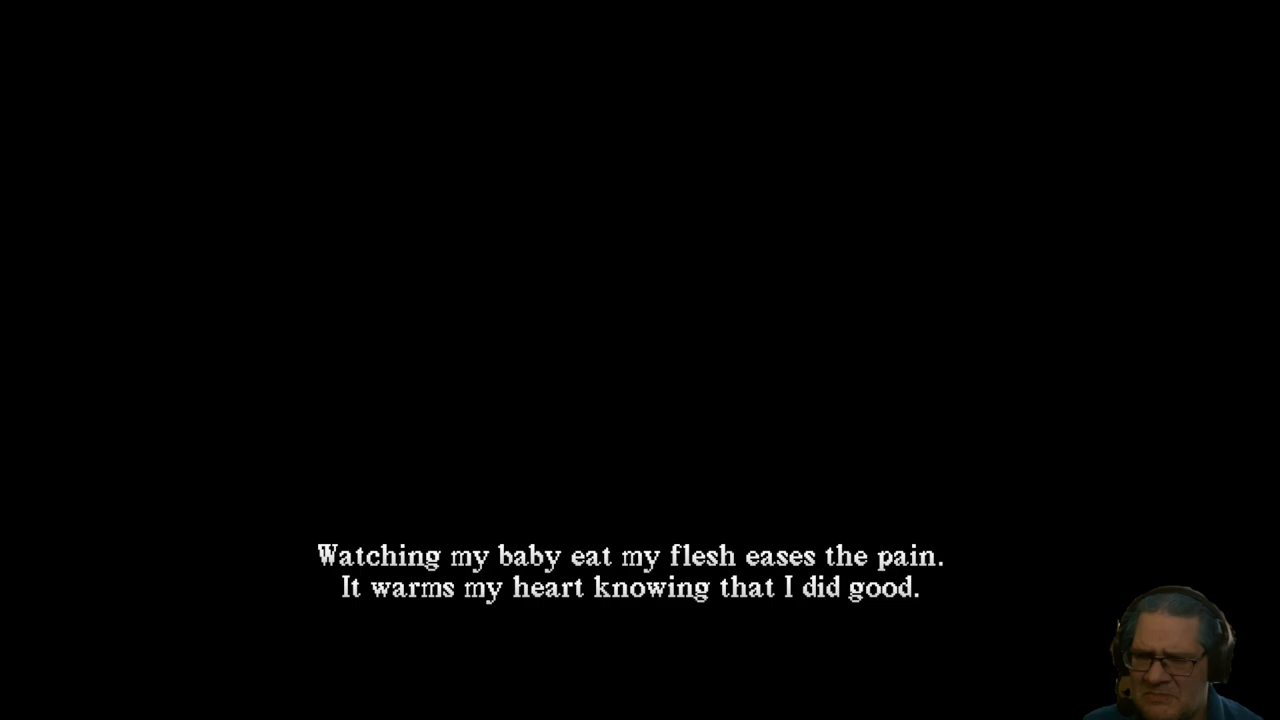 Watching my baby eat my flesh eases the pain.
It warms my heart knowing that I did good.